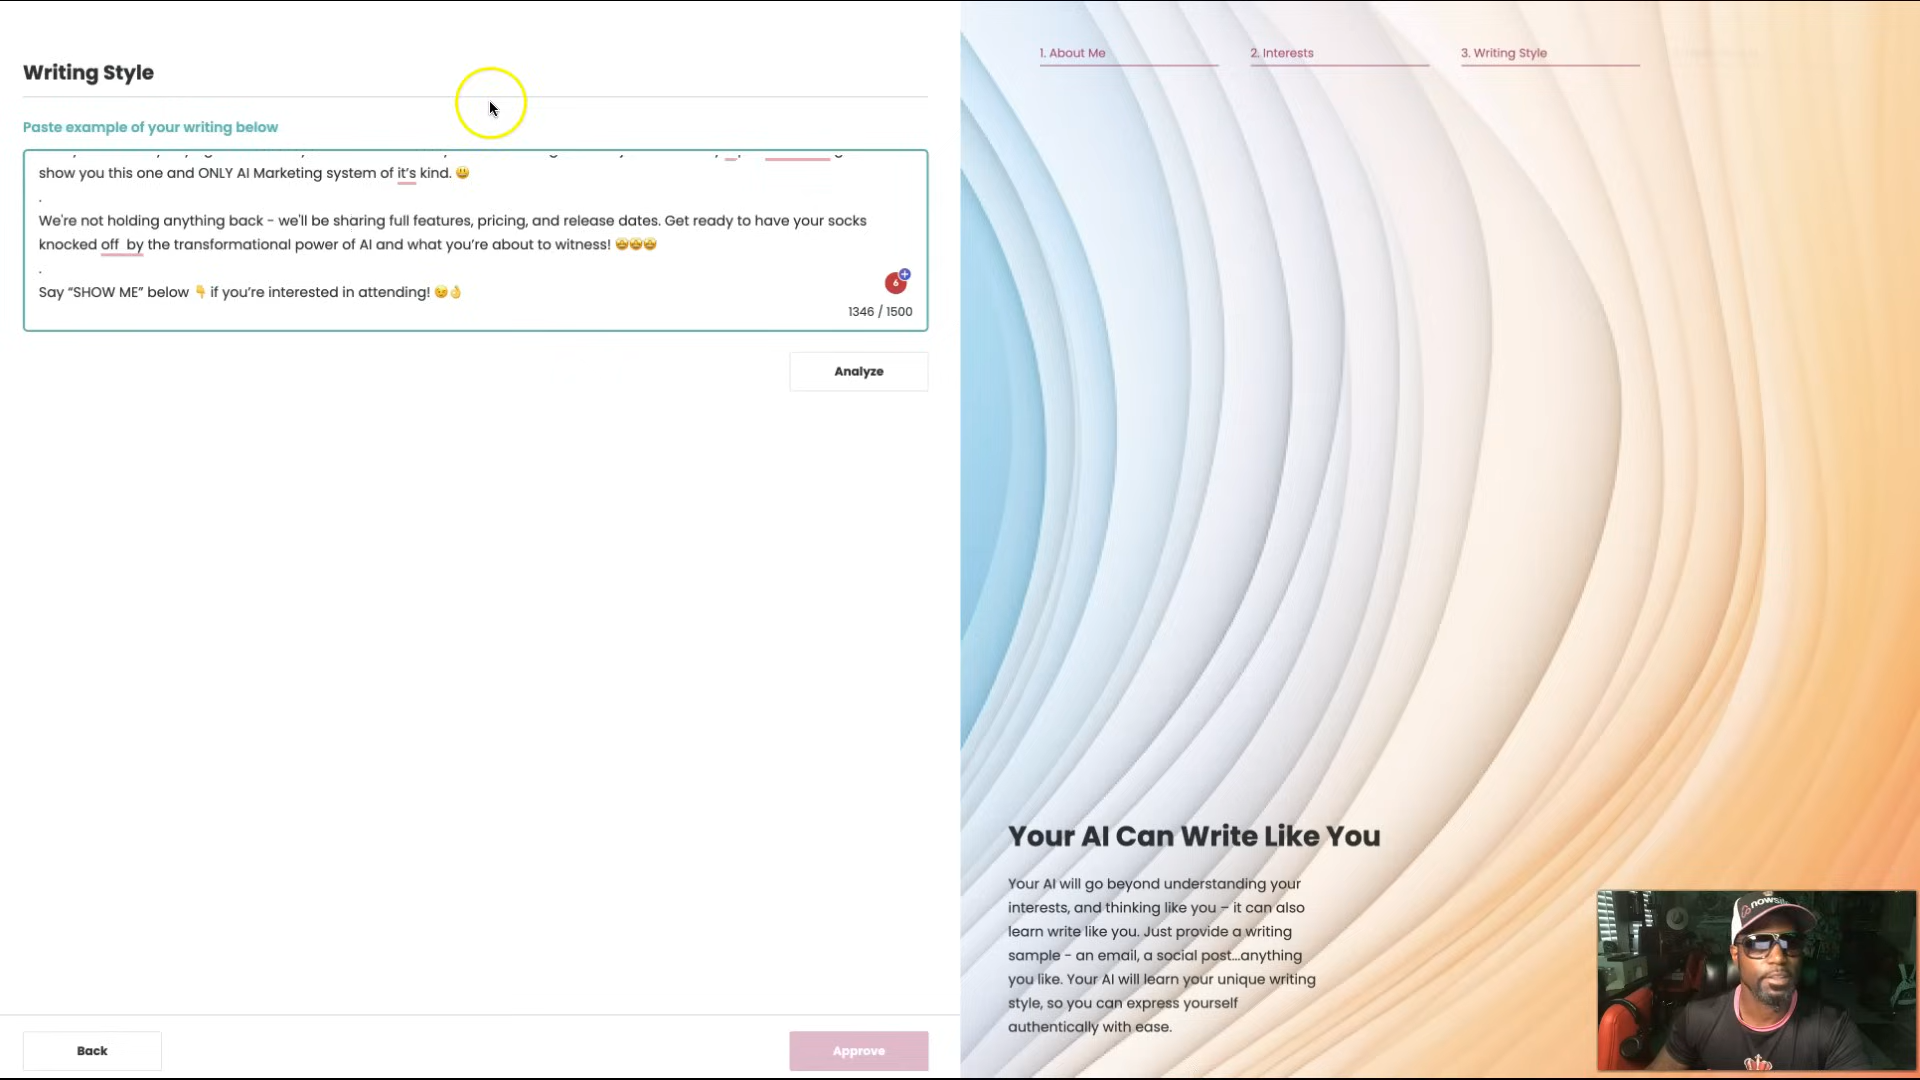 Writing Style
1. About Me
2. Interests
3. Writing Style
Paste example of your writing below
show you this one and ONLY AI Marketing system of it’s kind. 😃
.
We're not holding anything back - we'll be sharing full features, pricing, and release dates. Get ready to have your socks
knocked off  by the transformational power of AI and what you’re about to witness! 🤩🤩🤩
.
Say “SHOW ME” below 👇 if you’re interested in attending! 😉👌
6
1346 / 1500
Analyze
Your AI Can Write Like You
Your AI will go beyond understanding your
interests, and thinking like you – it can also
learn write like you. Just provide a writing
sample - an email, a social post...anything
you like. Your AI will learn your unique writing
style, so you can express yourself
authentically with ease.
Back
Approve